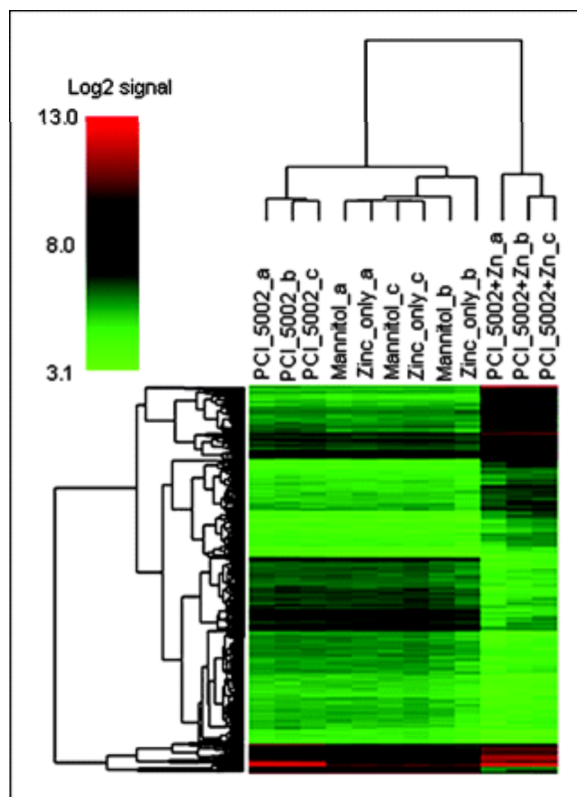 Log2 signal
13.0
8.0
3.1
PCI_5002_a
PCI_5002_b
PCI_5002_c
Mannitol_a
Zinc_only_a
Mannitol_c
Zinc_only_c
Mannitol_b
Zinc_only_b
PCI_5002+Zn_a
PCI_5002+Zn_b
PCI_5002+Zn_c